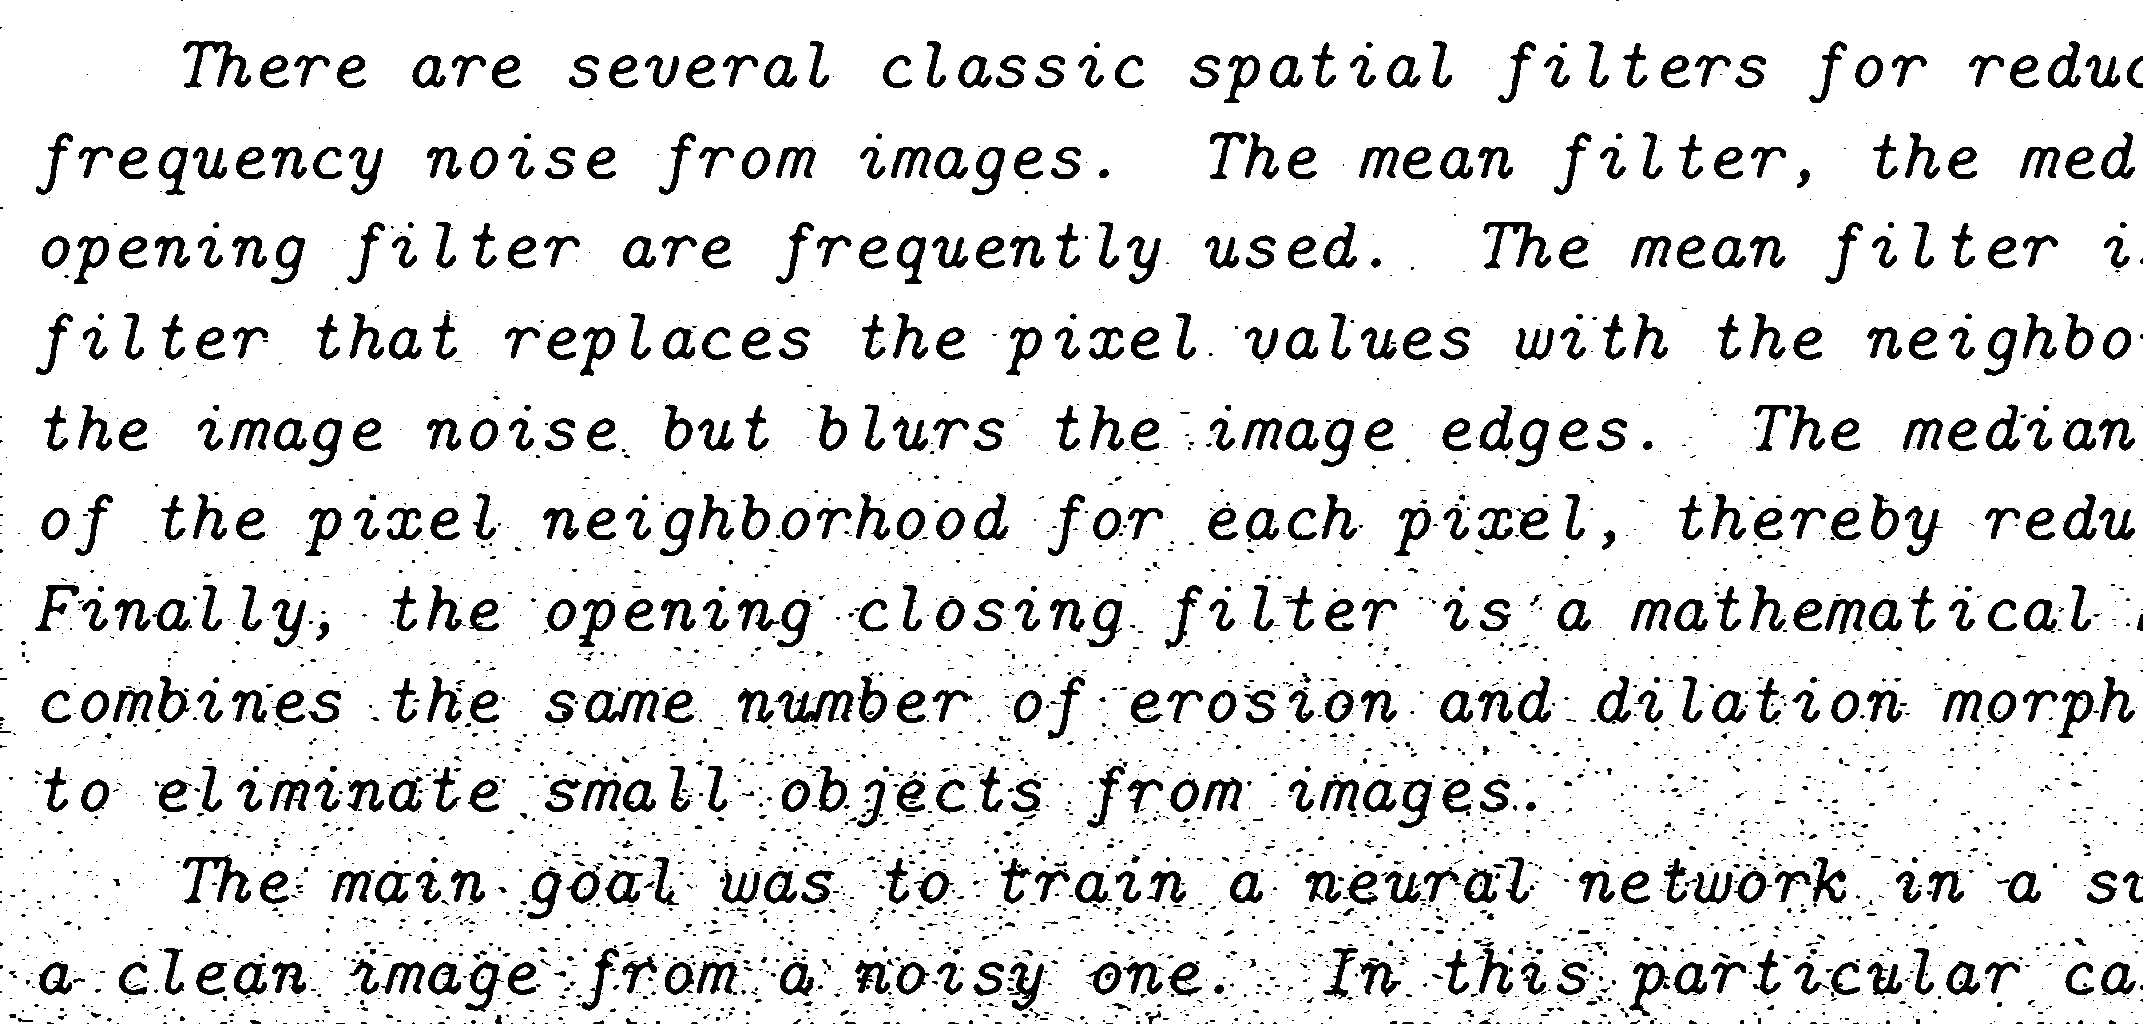 There are several classic spatial filters for reduc
frequency noise from images. The mean filter, the med
opening filter are frequently used. The mean filter i
filter that replaces the pixel values with the neighbo
the image noise but blurs the image edges. The median
of the pixel neighborhood for each pixel, thereby redu
Finally, the opening closing filter is a mathematical
combines the same number of erosion and dilation morph
to eliminate small objects from images.
The main goal was to train a neural network in a su
a clean image from a noisy one. In this particular ca